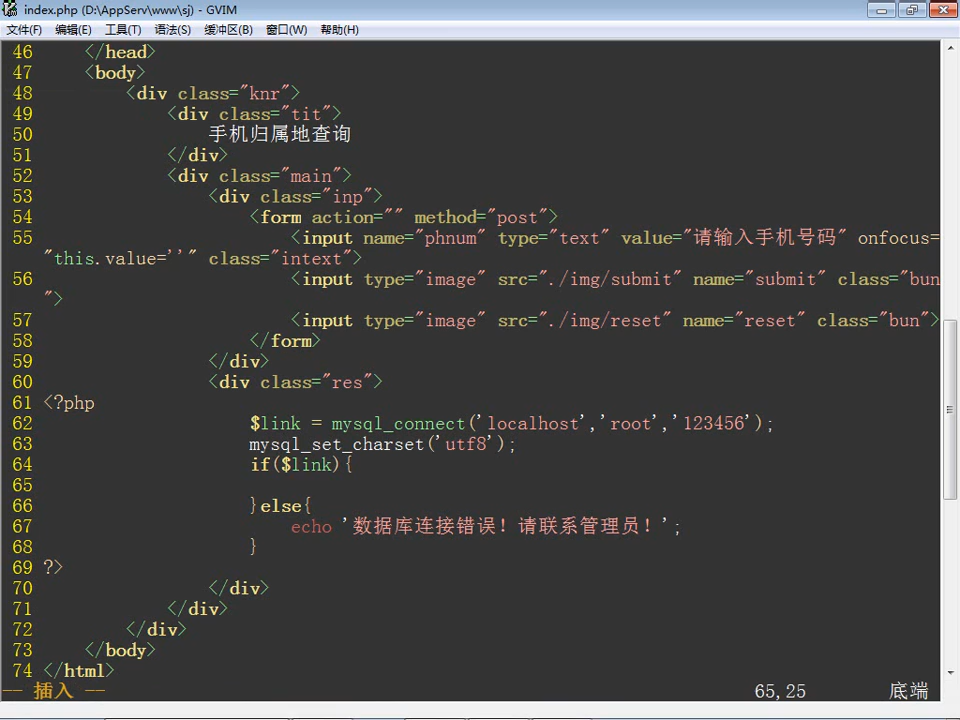 index.php (D:\AppServ\www\sj) - GVIM
文件(F) 编辑(E) 工具(T) 语法(S) 缓冲区(B) 窗口(W) 帮助(H)
46     </head>
47     <body>
48         <div class="knr">
49             <div class="tit">
50                 手机归属地查询
51             </div>
52             <div class="main">
53                 <div class="inp">
54                     <form action="" method="post">
55                         <input name="phnum" type="text" value="请输入手机号码" onfocus=
"this.value=''" class="intext">
56                         <input type="image" src="./img/submit" name="submit" class="bun
">
57                         <input type="image" src="./img/reset" name="reset" class="bun">
58                     </form>
59                 </div>
60                 <div class="res">
61 <?php
62                     $link = mysql_connect('localhost','root','123456');
63                     mysql_set_charset('utf8');
64                     if($link){
65
66                     }else{
67                         echo '数据库连接错误！请联系管理员！';
68                     }
69 ?>
70                 </div>
71             </div>
72         </div>
73     </body>
74 </html>
-- 插入 --                65,25        底端